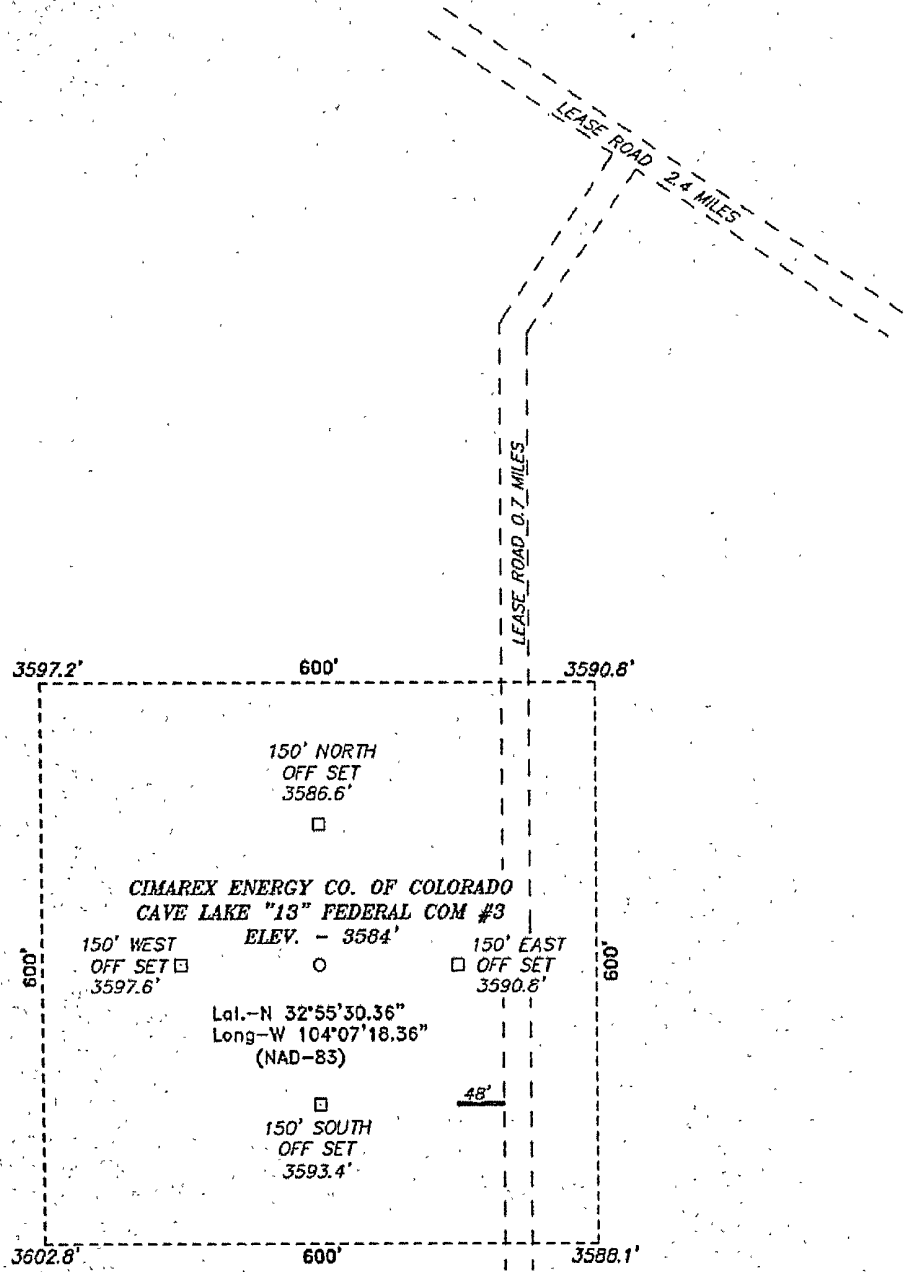 LEASE ROAD 2.4 MILES
LEASE ROAD 0.7 MILES
3597.2'
600'
3590.8'
150' NORTH
OFF SET
3586.6'
CIMAREX ENERGY CO. OF COLORADO
CAVE LAKE "13" FEDERAL COM #3
ELEV. - 3584'
150' WEST
OFF SET
3597.6'
150' EAST
OFF SET
3590.8'
600'
600'
Lat.-N 32°55'30.36"
Long-W 104°07'18.36"
(NAD-83)
48'
150' SOUTH
OFF SET
3593.4'
3602.8'
600'
3588.1'